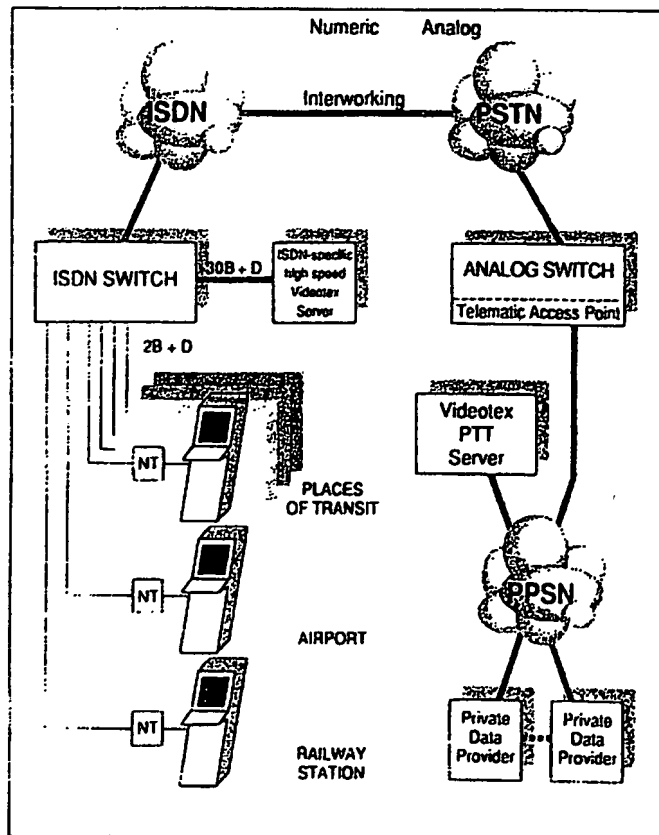 Numeric Analog
ISDN
Interworking
PSTN
ISDN SWITCH
30B + D
ISDN-specific
high speed
Videotex
Server
ANALOG SWITCH
Telematic Access Point
2B + D
Videotex
PTT
Server
NT
PLACES
OF TRANSIT
PPSN
NT
AIRPORT
NT
RAILWAY
STATION
Private
Data
Provider
Private
Data
Provider